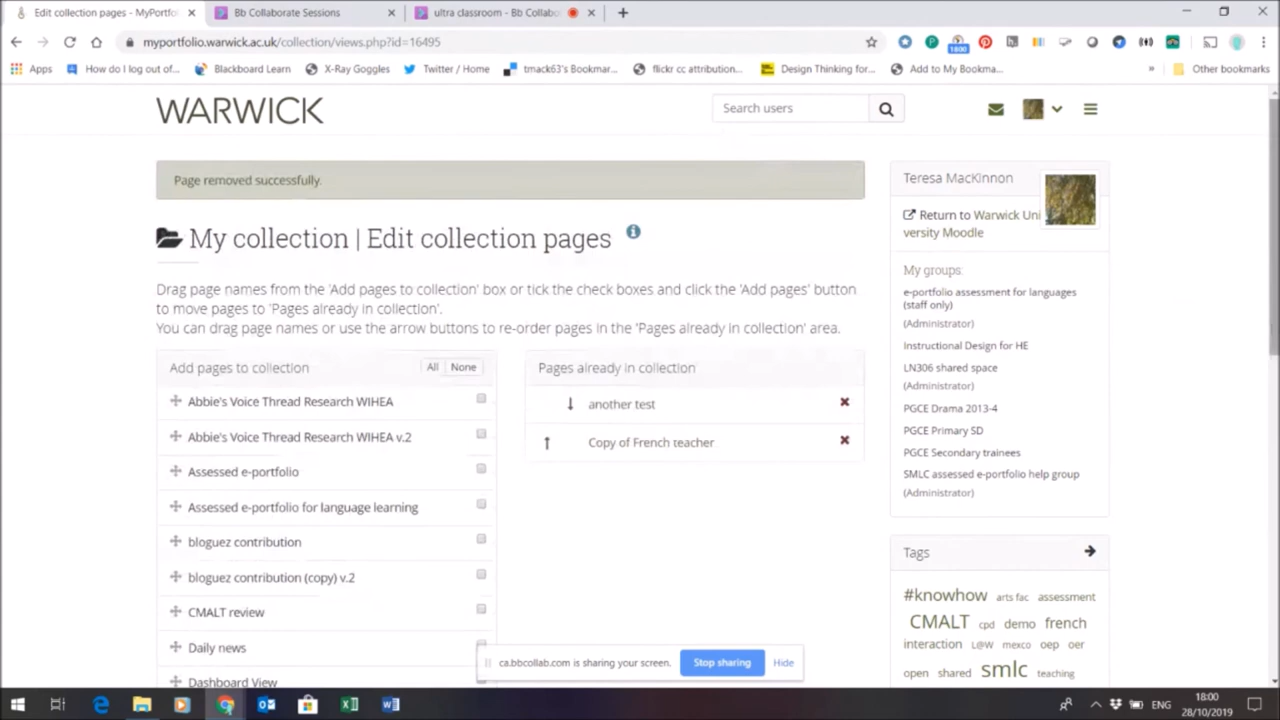 Edit collection pages - MyPortfo
Bb Collaborate Sessions
ultra classroom - Bb Collabo
myportfolio.warwick.ac.uk/collection/views.php?id=16495
1800
Apps
How do I log out of...
Blackboard Learn
X-Ray Goggles
Twitter / Home
tmack63's Bookmar...
flickr cc attribution...
Design Thinking for...
Add to My Bookma...
»
Other bookmarks
WARWICK
Search users
Page removed successfully.
My collection | Edit collection pages
Drag page names from the 'Add pages to collection' box or tick the check boxes and click the 'Add pages' button
to move pages to 'Pages already in collection'.
You can drag page names or use the arrow buttons to re-order pages in the 'Pages already in collection' area.
Add pages to collection
All
None
Abbie's Voice Thread Research WIHEA
Abbie's Voice Thread Research WIHEA v.2
Assessed e-portfolio
Assessed e-portfolio for language learning
bloguez contribution
bloguez contribution (copy) v.2
CMALT review
Daily news
Dashboard View
Pages already in collection
another test
Copy of French teacher
Teresa MacKinnon
Return to Warwick Uni
versity Moodle
My groups:
e-portfolio assessment for languages
(staff only)
(Administrator)
Instructional Design for HE
LN306 shared space
(Administrator)
PGCE Drama 2013-4
PGCE Primary SD
PGCE Secondary trainees
SMLC assessed e-portfolio help group
(Administrator)
Tags
#knowhow arts fac assessment
CMALT cpd demo french
interaction L@W mexco oep oer
open shared smlc teaching
ca.bbcollab.com is sharing your screen.
Stop sharing
Hide
ENG
18:00
28/10/2019